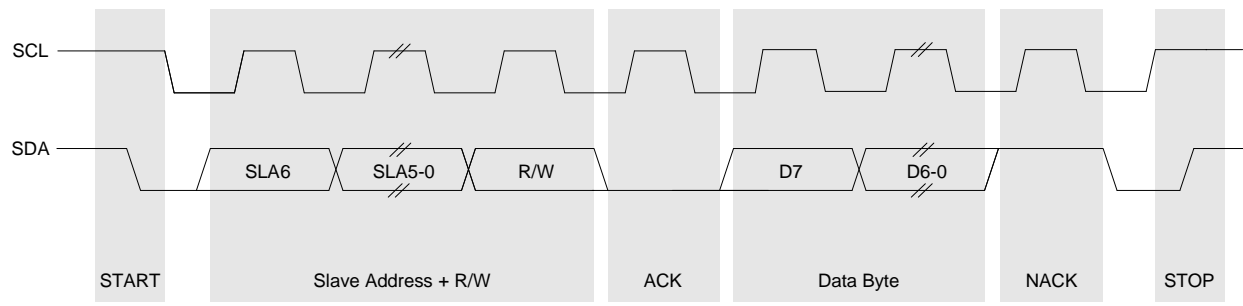 SCL
SDA
SLA6 SLA5-0 R/W D7 D6-0
START Slave Address + R/W ACK Data Byte NACK STOP